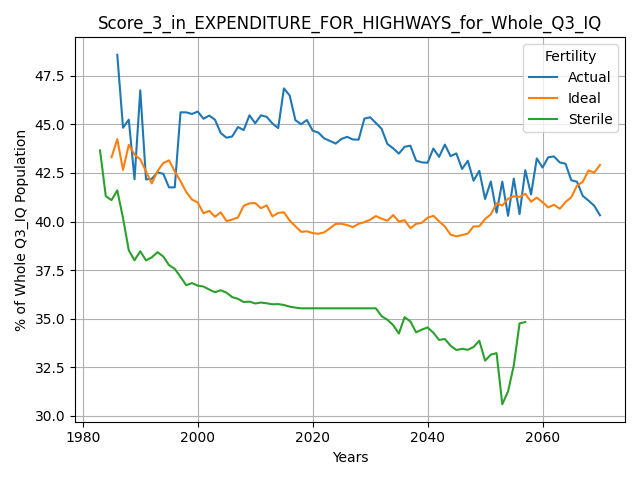 Score_3_in_EXPENDITURE_FOR_HIGHWAYS_for_Whole_Q3_IQ
Fertility
Actual
Ideal
Sterile
% of Whole Q3_IQ Population
47.5
45.0
42.5
40.0
37.5
35.0
32.5
30.0
1980
2000
2020
2040
2060
Years